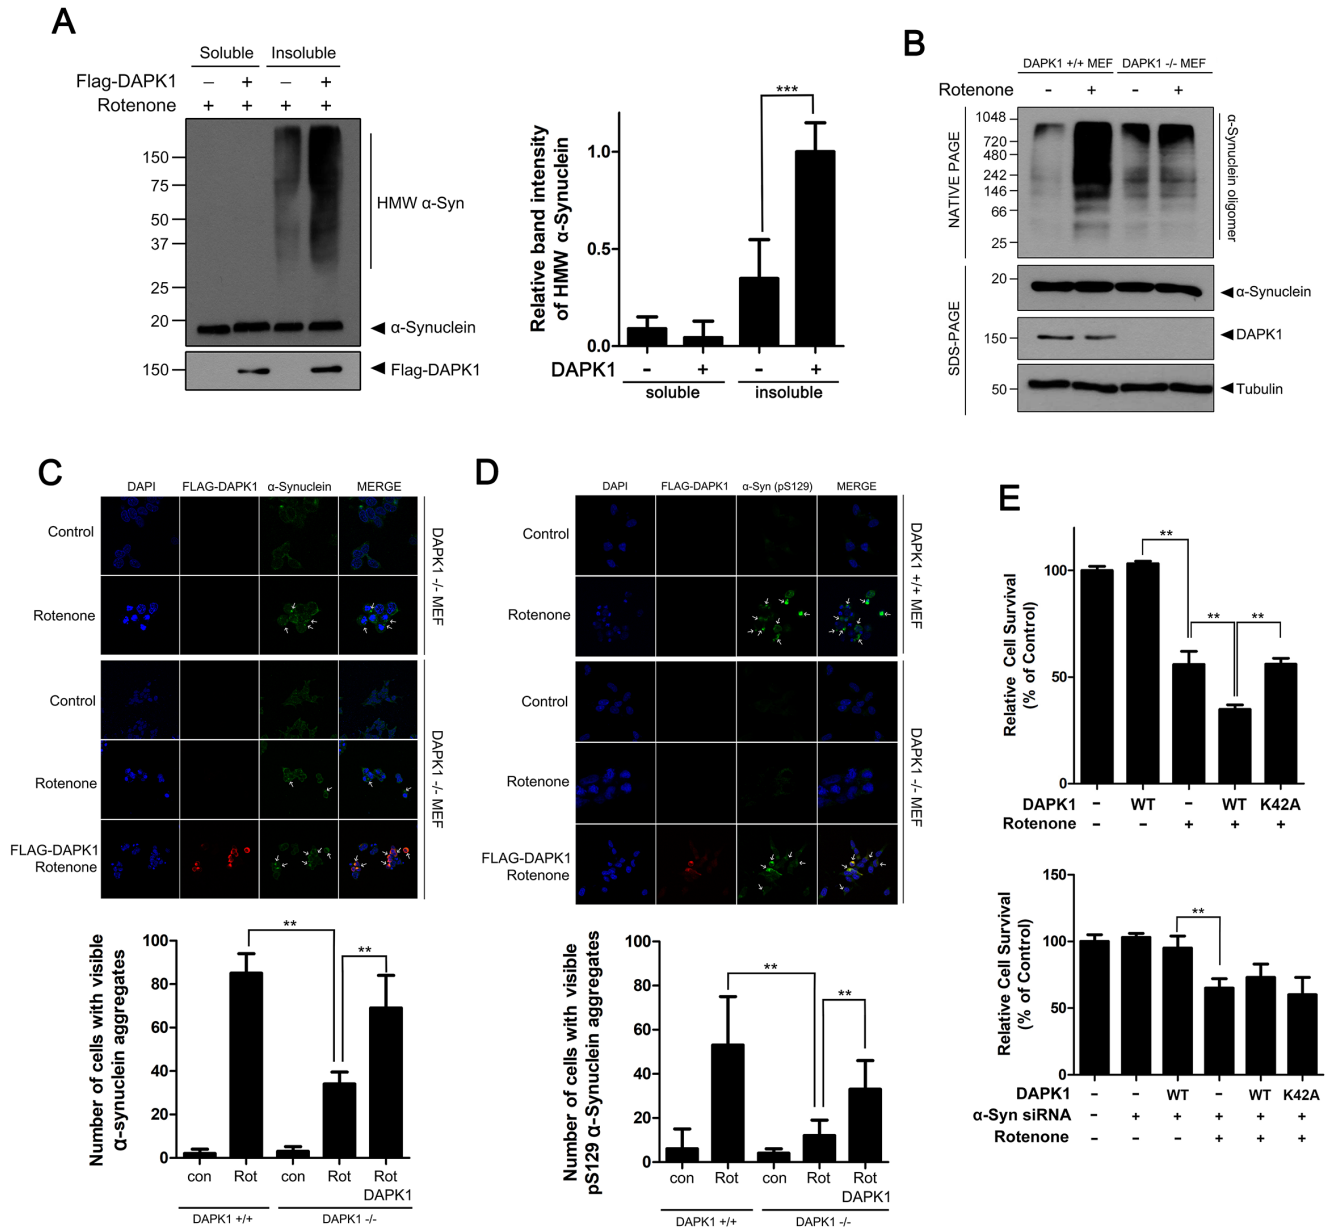 A
Soluble Insoluble
Flag-DAPK1 – + – +
Rotenone + + + +
150
75
50
37
25
20
HMW α-Syn
α-Synuclein
150
Flag-DAPK1
Relative band intensity
of HMW α-Synuclein
***
1.0
0.5
0.0
DAPK1 - + - +
soluble insoluble
B
DAPK1 +/+ MEF DAPK1 -/- MEF
Rotenone - + - +
NATIVE PAGE
1048
720
480
242
146
66
25
α-Synuclein oligomer
SDS-PAGE
20
α-Synuclein
150
DAPK1
50
Tubulin
C
DAPI FLAG-DAPK1 α-Synuclein MERGE
Control
Rotenone
DAPK1 -/- MEF
Control
Rotenone
FLAG-DAPK1
Rotenone
DAPK1 -/- MEF
Number of cells with visible
α-synuclein aggregates
100
80
60
40
20
0
**
**
con Rot con Rot Rot
DAPK1
DAPK1 +/+ DAPK1 -/-
D
DAPI FLAG-DAPK1 α-Syn (pS129) MERGE
Control
Rotenone
DAPK1 +/+ MEF
Control
Rotenone
FLAG-DAPK1
Rotenone
DAPK1 -/- MEF
Number of cells with visible
pS129 α-Synuclein aggregates
100
80
60
40
20
0
**
**
con Rot con Rot Rot
DAPK1
DAPK1 +/+ DAPK1 -/-
E
Relative Cell Survival
(% of Control)
100
50
0
**
** **
DAPK1 – WT – WT K42A
Rotenone – – + + +
Relative Cell Survival
(% of Control)
150
100
50
0
**
DAPK1 – – WT – WT K42A
α-Syn siRNA – + + – + +
Rotenone – – – + + +